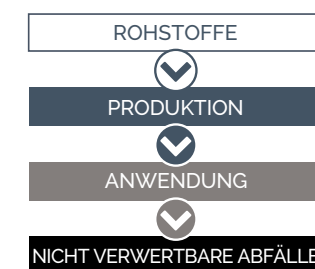 ROHSTOFFE
PRODUKTION
ANWENDUNG
NICHT VERWERTBARE ABFÄLLE